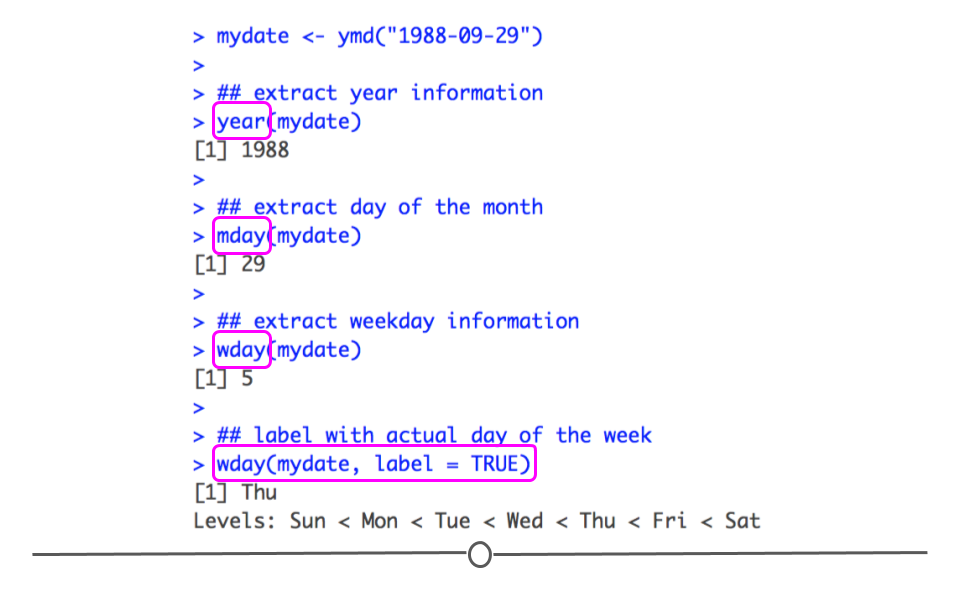 > mydate <- ymd("1988-09-29")
>
> ## extract year information
> year(mydate)
[1] 1988
>
> ## extract day of the month
> mday(mydate)
[1] 29
>
> ## extract weekday information
> wday(mydate)
[1] 5
>
> ## label with actual day of the week
> wday(mydate, label = TRUE)
[1] Thu
Levels: Sun < Mon < Tue < Wed < Thu < Fri < Sat